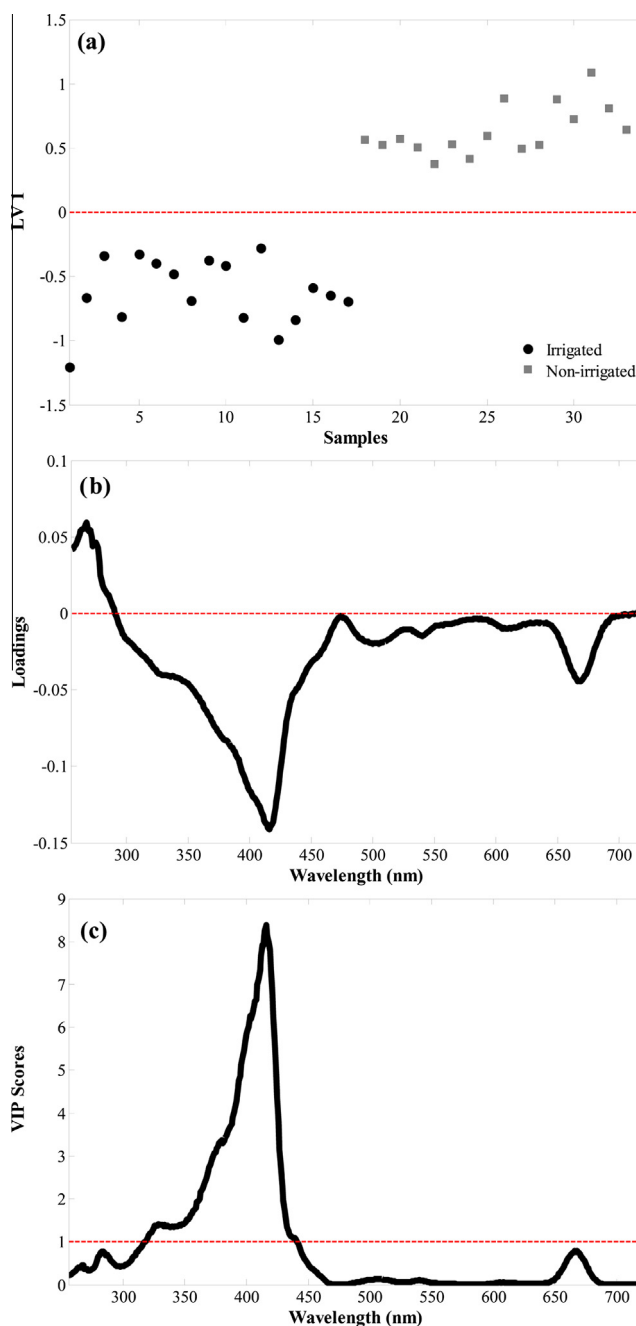 1.5
(a)
1
0.5
0
LV 1
-0.5
-1
-1.5
Irrigated
Non-irrigated
5 10 15 20 25 30
Samples
0.1
(b)
0.05
0
Loadings
-0.05
-0.1
-0.15
300 350 400 450 500 550 600 650 700
Wavelength (nm)
9
(c)
8
7
6
5
VIP Scores
4
3
2
1
0
300 350 400 450 500 550 600 650 700
Wavelength (nm)